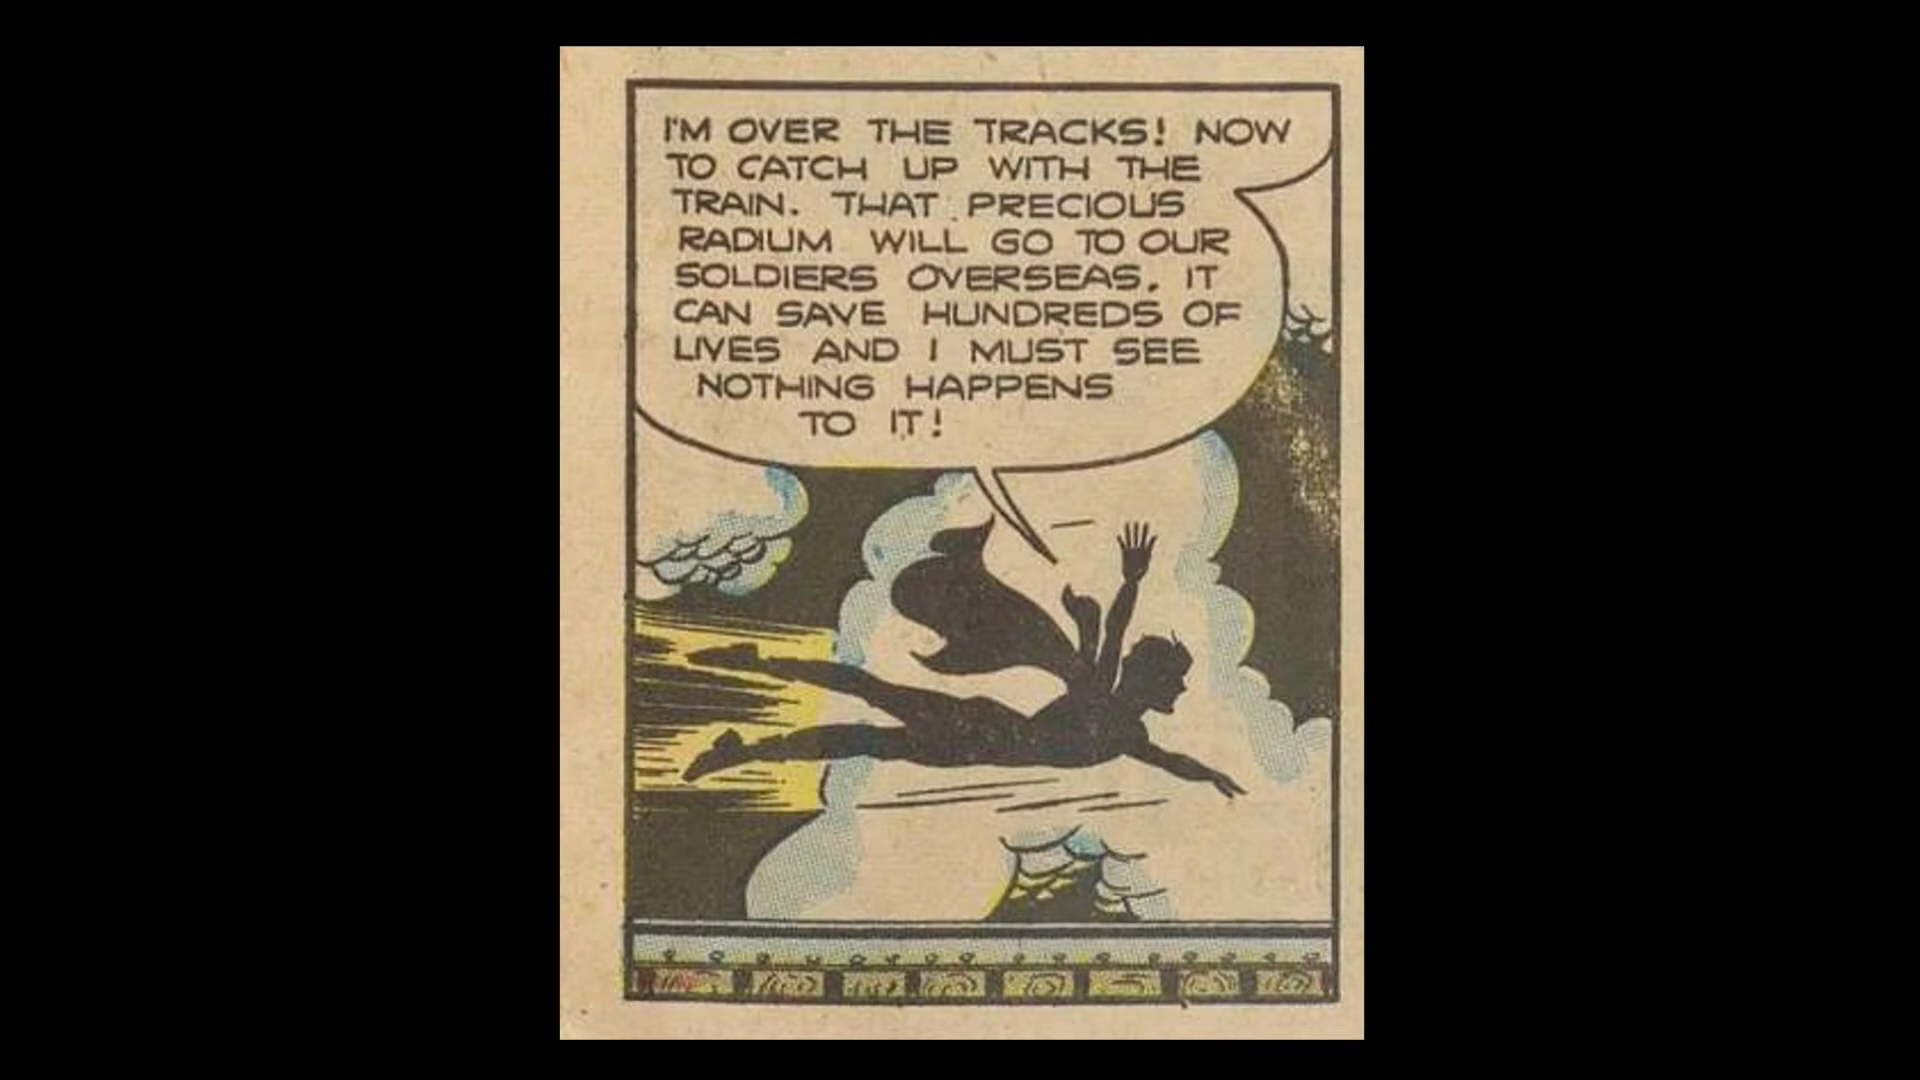 I'M OVER THE TRACKS! NOW
TO CATCH UP WITH THE
TRAIN. THAT PRECIOUS
RADIUM WILL GO TO OUR
SOLDIERS OVERSEAS. IT
CAN SAVE HUNDREDS OF
LIVES AND I MUST SEE
NOTHING HAPPENS
TO IT!